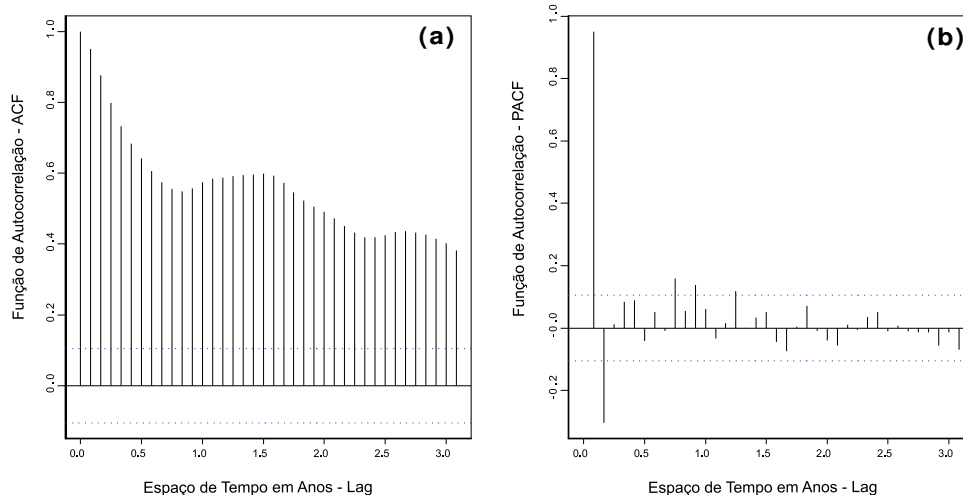 (a)
Função de Autocorrelação - ACF
1.0
0.8
0.6
0.4
0.2
0.0
0.0 0.5 1.0 1.5 2.0 2.5 3.0
Espaço de Tempo em Anos - Lag
(b)
Função de Autocorrelação - PACF
1.0
0.8
0.6
0.4
0.2
-0.0
-0.2
0.0 0.5 1.0 1.5 2.0 2.5 3.0
Espaço de Tempo em Anos - Lag